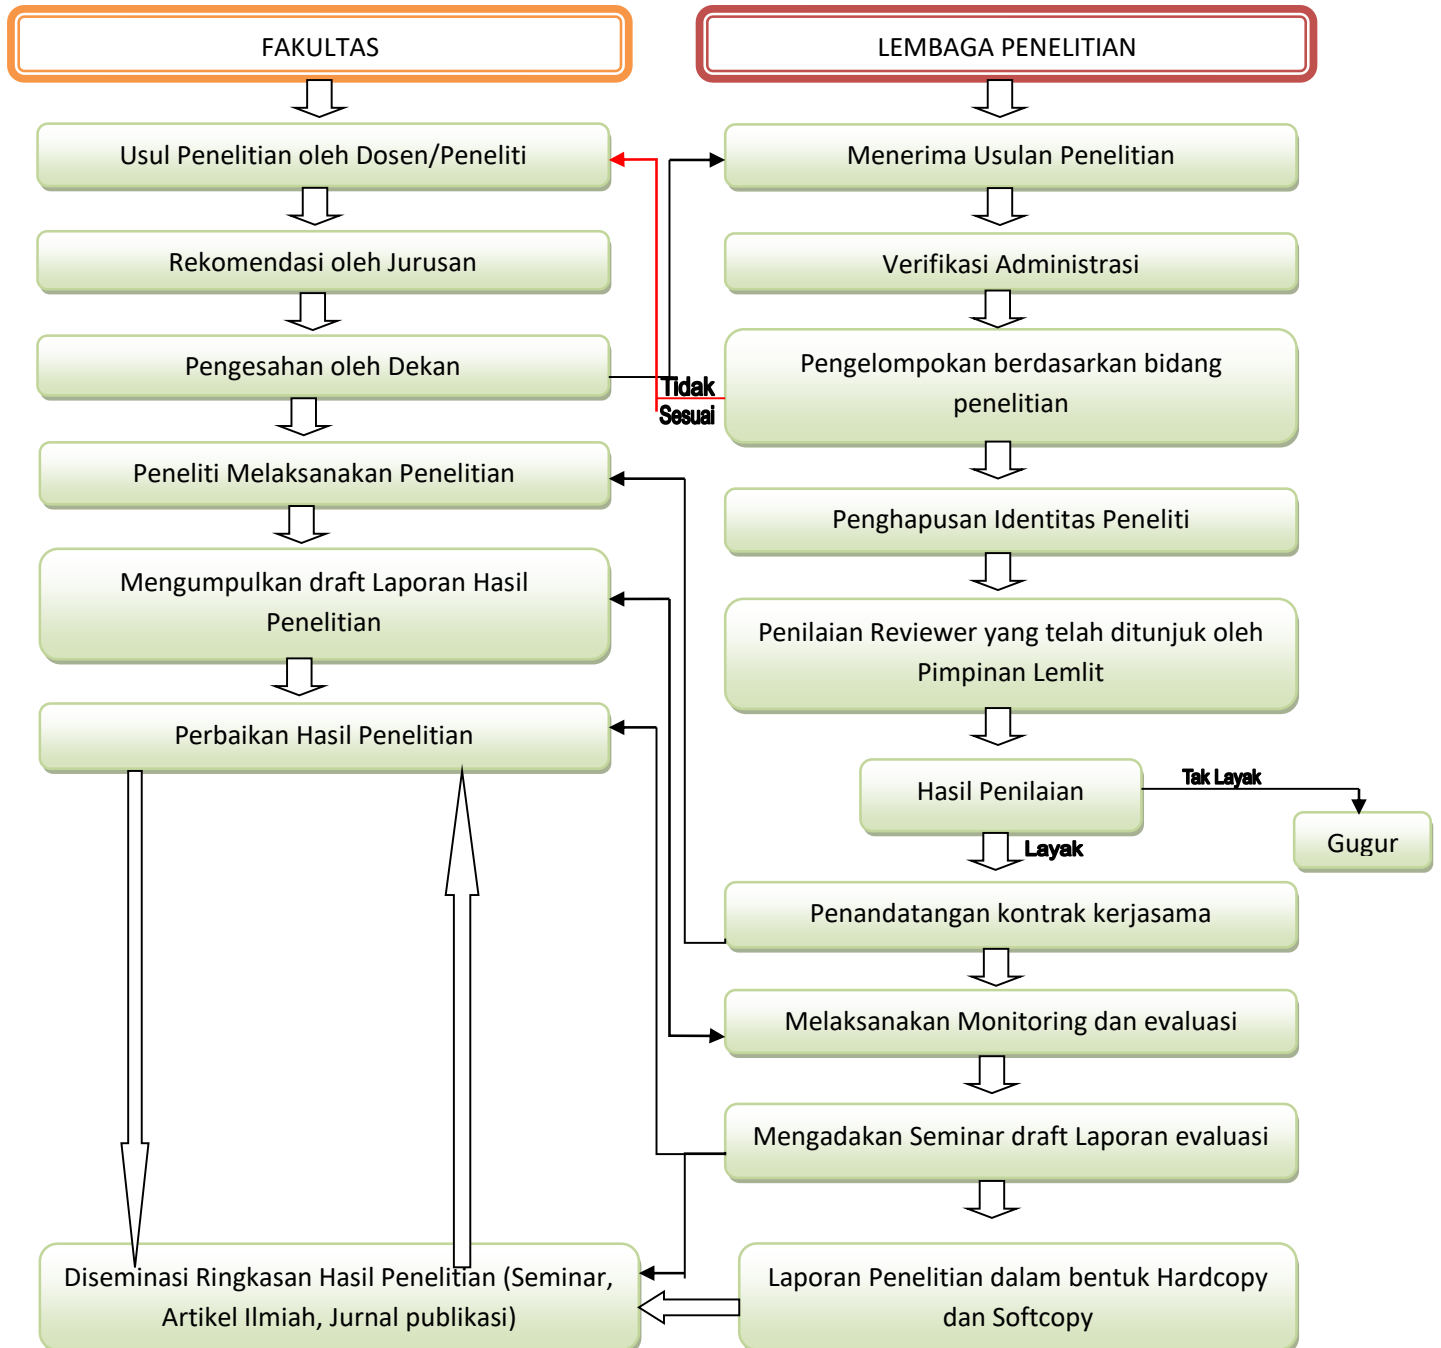 FAKULTAS
LEMBAGA PENELITIAN
Usul Penelitian oleh Dosen/Peneliti
Menerima Usulan Penelitian
Rekomendasi oleh Jurusan
Verifikasi Administrasi
Pengesahan oleh Dekan
Pengelompokan berdasarkan bidang
penelitian
Tidak
Sesuai
Peneliti Melaksanakan Penelitian
Penghapusan Identitas Peneliti
Mengumpulkan draft Laporan Hasil
Penelitian
Penilaian Reviewer yang telah ditunjuk oleh
Pimpinan Lemlit
Perbaikan Hasil Penelitian
Hasil Penilaian
Tak Layak
Gugur
Layak
Penandatangan kontrak kerjasama
Melaksanakan Monitoring dan evaluasi
Mengadakan Seminar draft Laporan evaluasi
Diseminasi Ringkasan Hasil Penelitian (Seminar,
Artikel Ilmiah, Jurnal publikasi)
Laporan Penelitian dalam bentuk Hardcopy
dan Softcopy